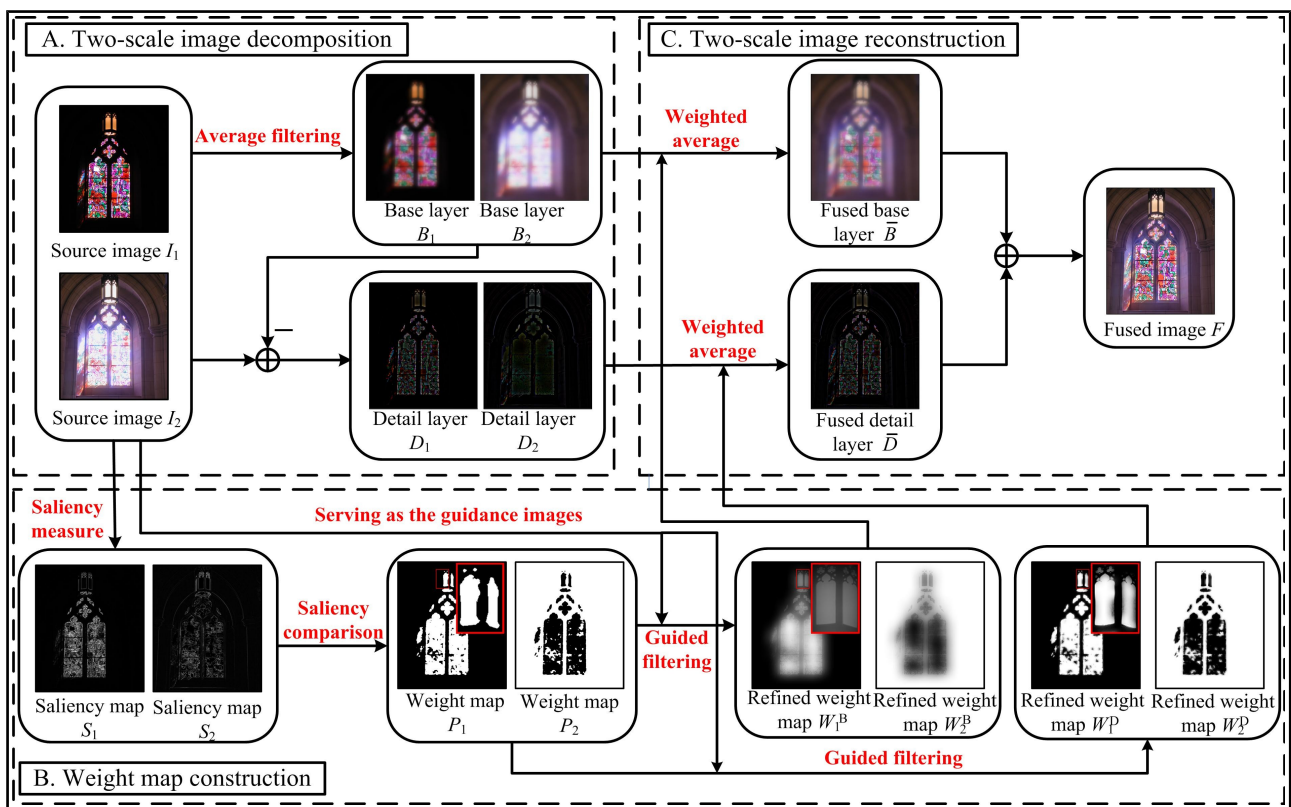 A. Two-scale image decomposition
Source image I₁
Source image I₂
Average filtering
Base layer
B₁
Base layer
B₂
−
Detail layer
D₁
Detail layer
D₂
C. Two-scale image reconstruction
Weighted
average
Fused base
layer B̅
Weighted
average
Fused detail
layer D̅
Fused image F
Saliency
measure
Serving as the guidance images
Saliency map
S₁
Saliency map
S₂
Saliency
comparison
Weight map
P₁
Weight map
P₂
Guided
filtering
Refined weight
map W₁ᴮ
Refined weight
map W₂ᴮ
Refined weight
map W₁ᴰ
Refined weight
map W₂ᴰ
Guided filtering
B. Weight map construction